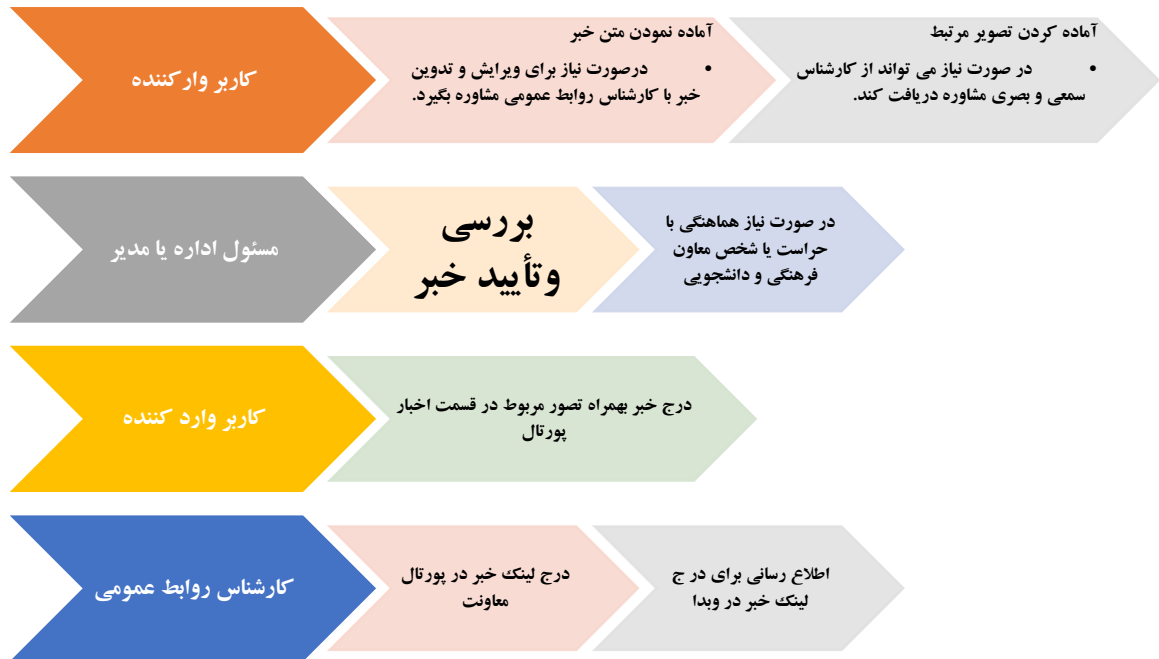 کاربر وارکننده
آماده نمودن متن خبر
• درصورت نیاز برای ویرایش و تدوین
خبر با کارشناس روابط عمومی مشاوره بگیرد.
آماده کردن تصویر مرتبط
• در صورت نیاز می تواند از کارشناس
سمعی و بصری مشاوره دریافت کند.
مسئول اداره یا مدیر
بررسی
وتأیید خبر
در صورت نیاز هماهنگی با
حراست یا شخص معاون
فرهنگی و دانشجویی
کاربر وارد کننده
درج خبر بهمراه تصور مربوط در قسمت اخبار
پورتال
کارشناس روابط عمومی
درج لینک خبر در پورتال
معاونت
اطلاع رسانی برای در ج
لینک خبر در وبدا